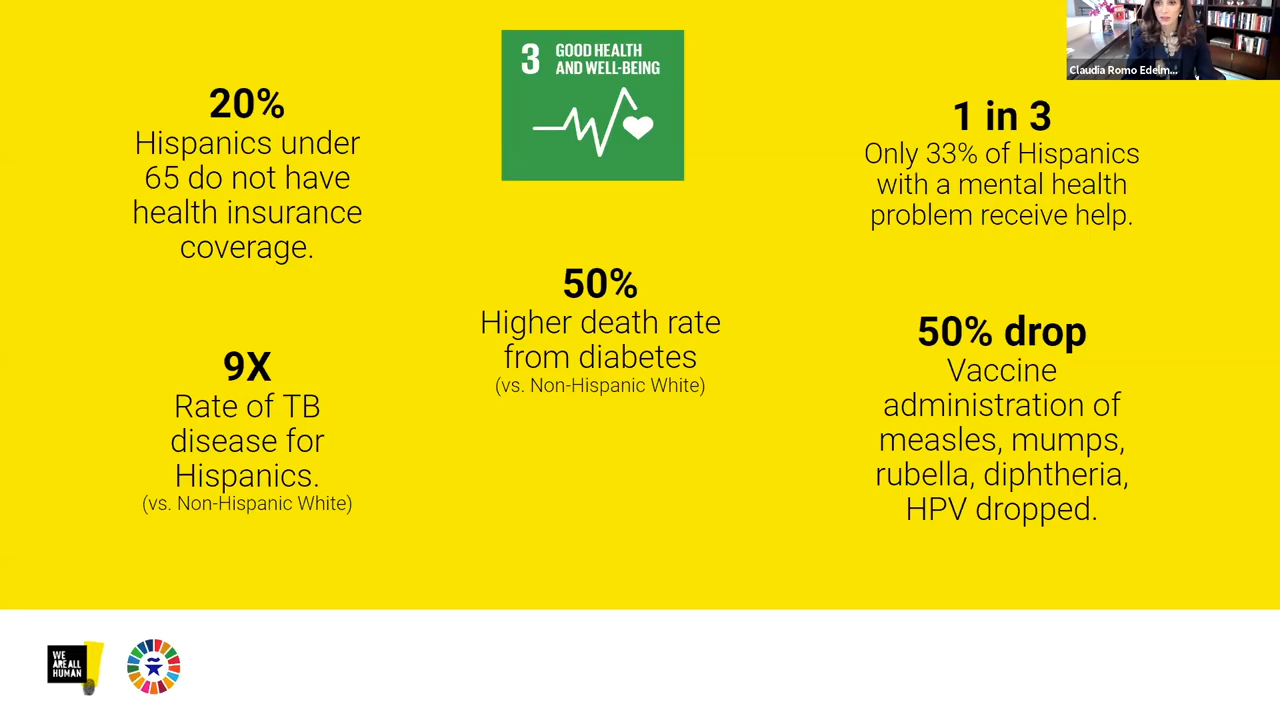 3 GOOD HEALTH
AND WELL-BEING
Claudia Romo Edelm...
20%
Hispanics under
65 do not have
health insurance
coverage.
1 in 3
Only 33% of Hispanics
with a mental health
problem receive help.
50%
Higher death rate
from diabetes
(vs. Non-Hispanic White)
9X
Rate of TB
disease for
Hispanics.
(vs. Non-Hispanic White)
50% drop
Vaccine
administration of
measles, mumps,
rubella, diphtheria,
HPV dropped.
WE
ARE ALL
HUMAN